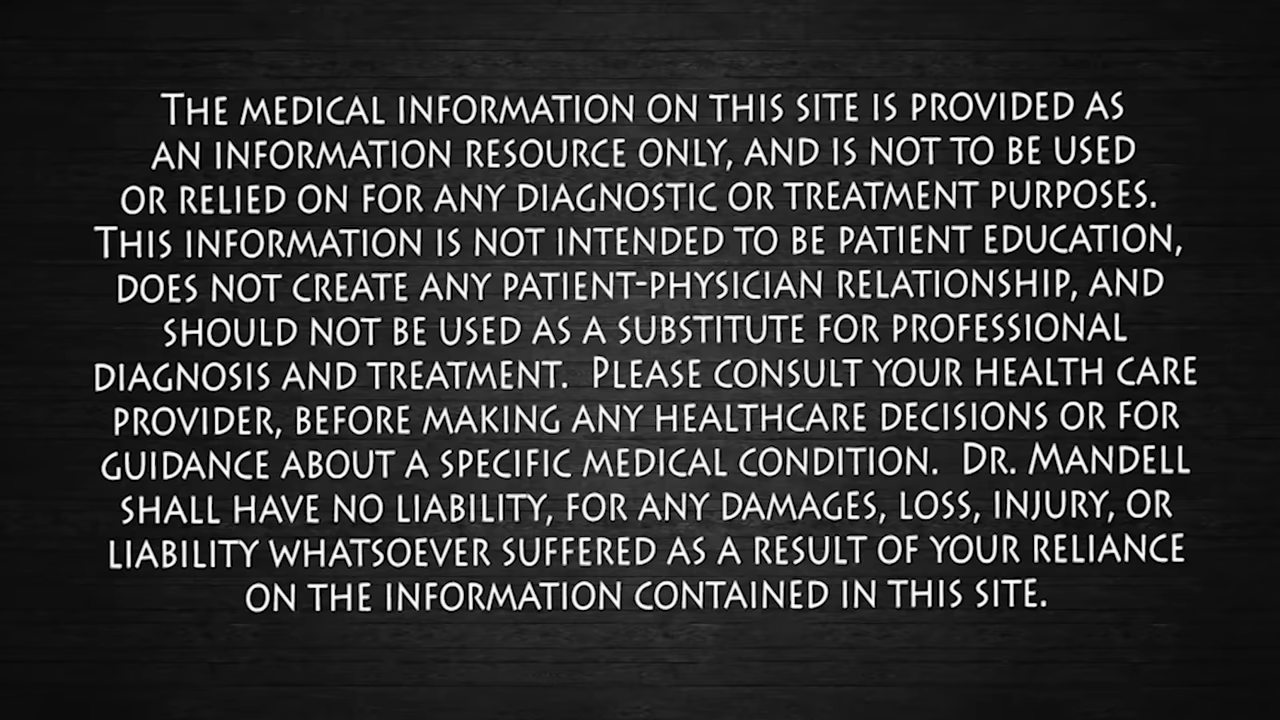 The medical information on this site is provided as
an information resource only, and is not to be used
or relied on for any diagnostic or treatment purposes.
This information is not intended to be patient education,
does not create any patient-physician relationship, and
should not be used as a substitute for professional
diagnosis and treatment.  Please consult your health care
provider, before making any healthcare decisions or for
guidance about a specific medical condition.  Dr. Mandell
shall have no liability, for any damages, loss, injury, or
liability whatsoever suffered as a result of your reliance
on the information contained in this site.